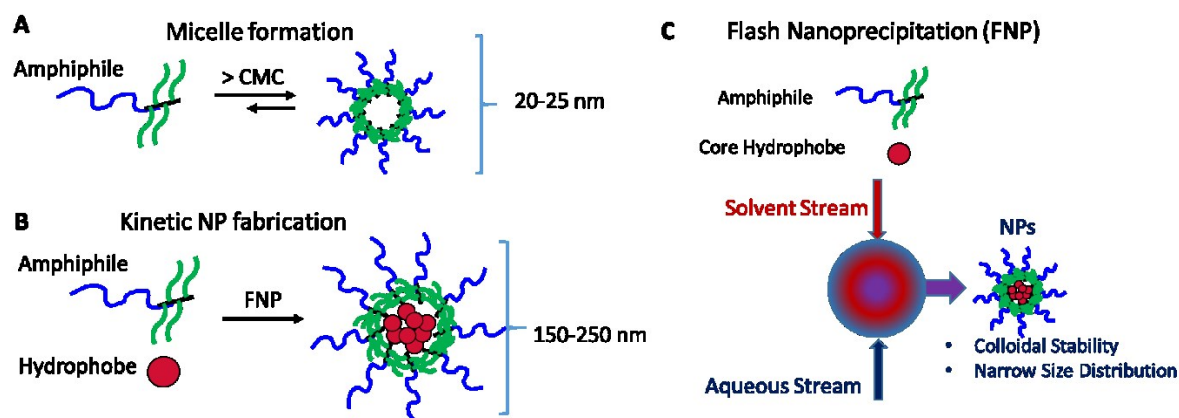 A
Micelle formation
Amphiphile
> CMC
20-25 nm
B
Kinetic NP fabrication
Amphiphile
FNP
Hydrophobe
150-250 nm
C
Flash Nanoprecipitation (FNP)
Amphiphile
Core Hydrophobe
Solvent Stream
NPs
Aqueous Stream
• Colloidal Stability
• Narrow Size Distribution